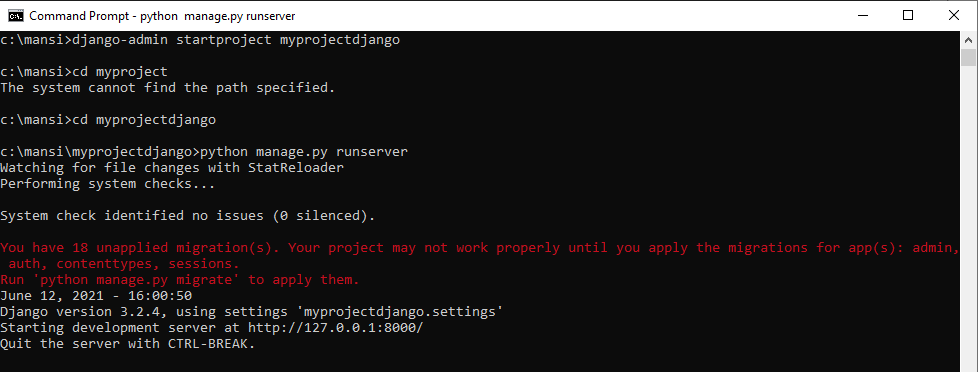 Command Prompt - python  manage.py runserver
c:\mansi>django-admin startproject myprojectdjango
c:\mansi>cd myproject
The system cannot find the path specified.
c:\mansi>cd myprojectdjango
c:\mansi\myprojectdjango>python manage.py runserver
Watching for file changes with StatReloader
Performing system checks...
System check identified no issues (0 silenced).
You have 18 unapplied migration(s). Your project may not work properly until you apply the migrations for app(s): admin,
 auth, contenttypes, sessions.
Run 'python manage.py migrate' to apply them.
June 12, 2021 - 16:00:50
Django version 3.2.4, using settings 'myprojectdjango.settings'
Starting development server at http://127.0.0.1:8000/
Quit the server with CTRL-BREAK.